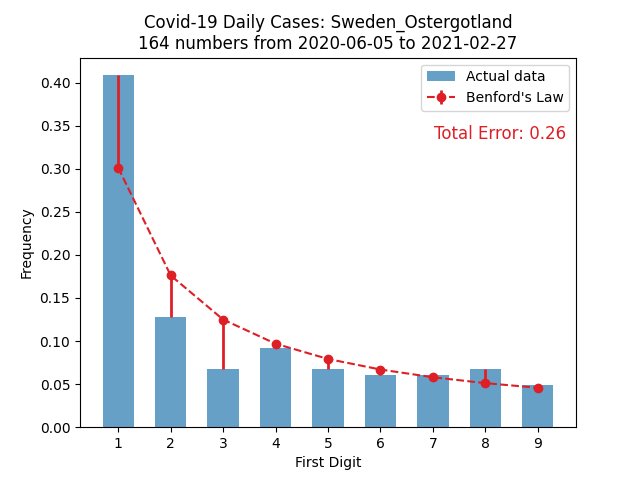 Covid-19 Daily Cases: Sweden_Ostergotland
164 numbers from 2020-06-05 to 2021-02-27
Actual data
Benford's Law
Total Error: 0.26
Frequency
0.40
0.35
0.30
0.25
0.20
0.15
0.10
0.05
0.00
1 2 3 4 5 6 7 8 9
First Digit